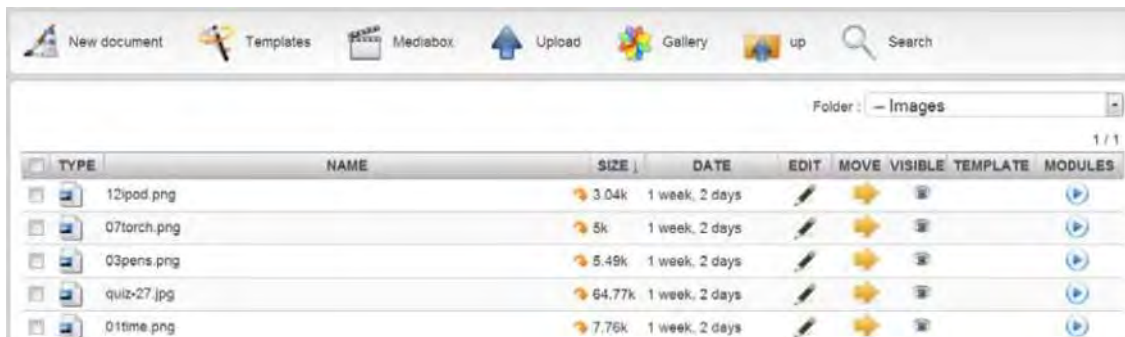 New document Templates Mediabox Upload Gallery up Search
Folder : – Images
1 / 1
TYPE NAME SIZE DATE EDIT MOVE VISIBLE TEMPLATE MODULES
12ipod.png 3.04k 1 week, 2 days
07torch.png 5k 1 week, 2 days
03pens.png 5.49k 1 week, 2 days
quiz-27.jpg 64.77k 1 week, 2 days
01time.png 7.76k 1 week, 2 days